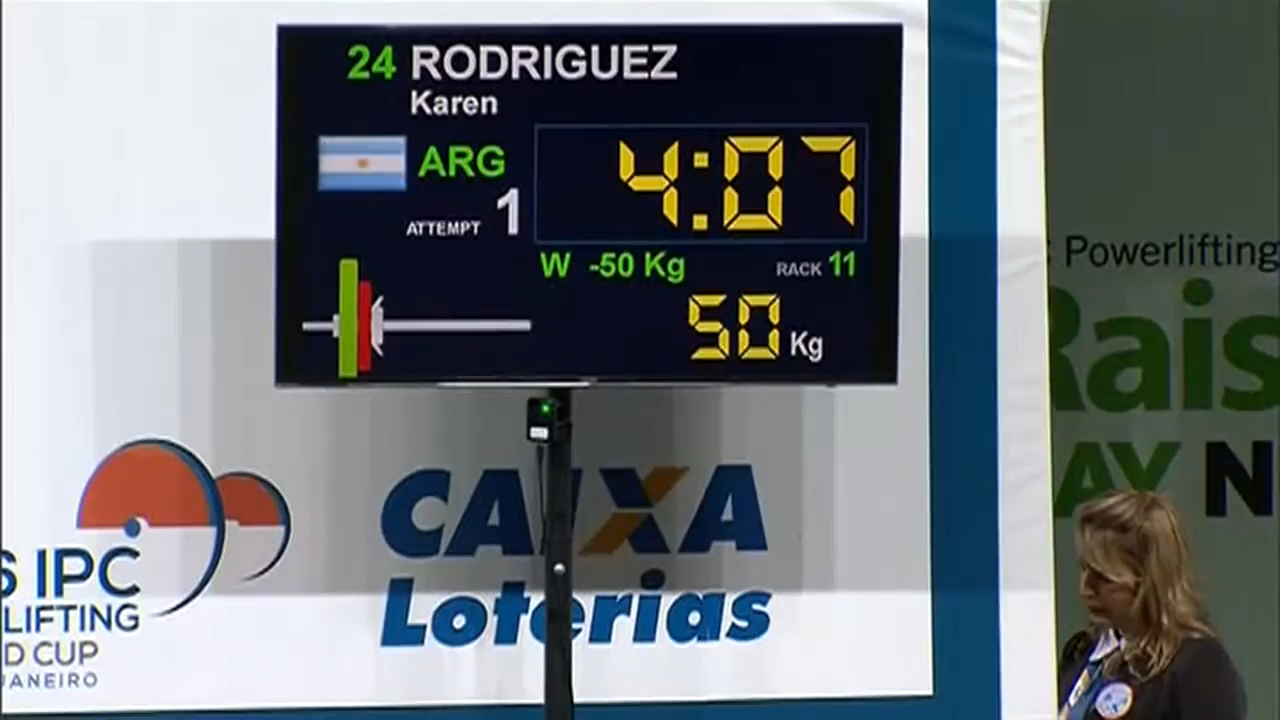 24 RODRIGUEZ
Karen
ARG
4:07
ATTEMPT 1
W -50 Kg
RACK 11
50 Kg
Powerlifting
Rais
AY N
CAIXA
Loterias
6 IPC
LIFTING
D CUP
JANEIRO